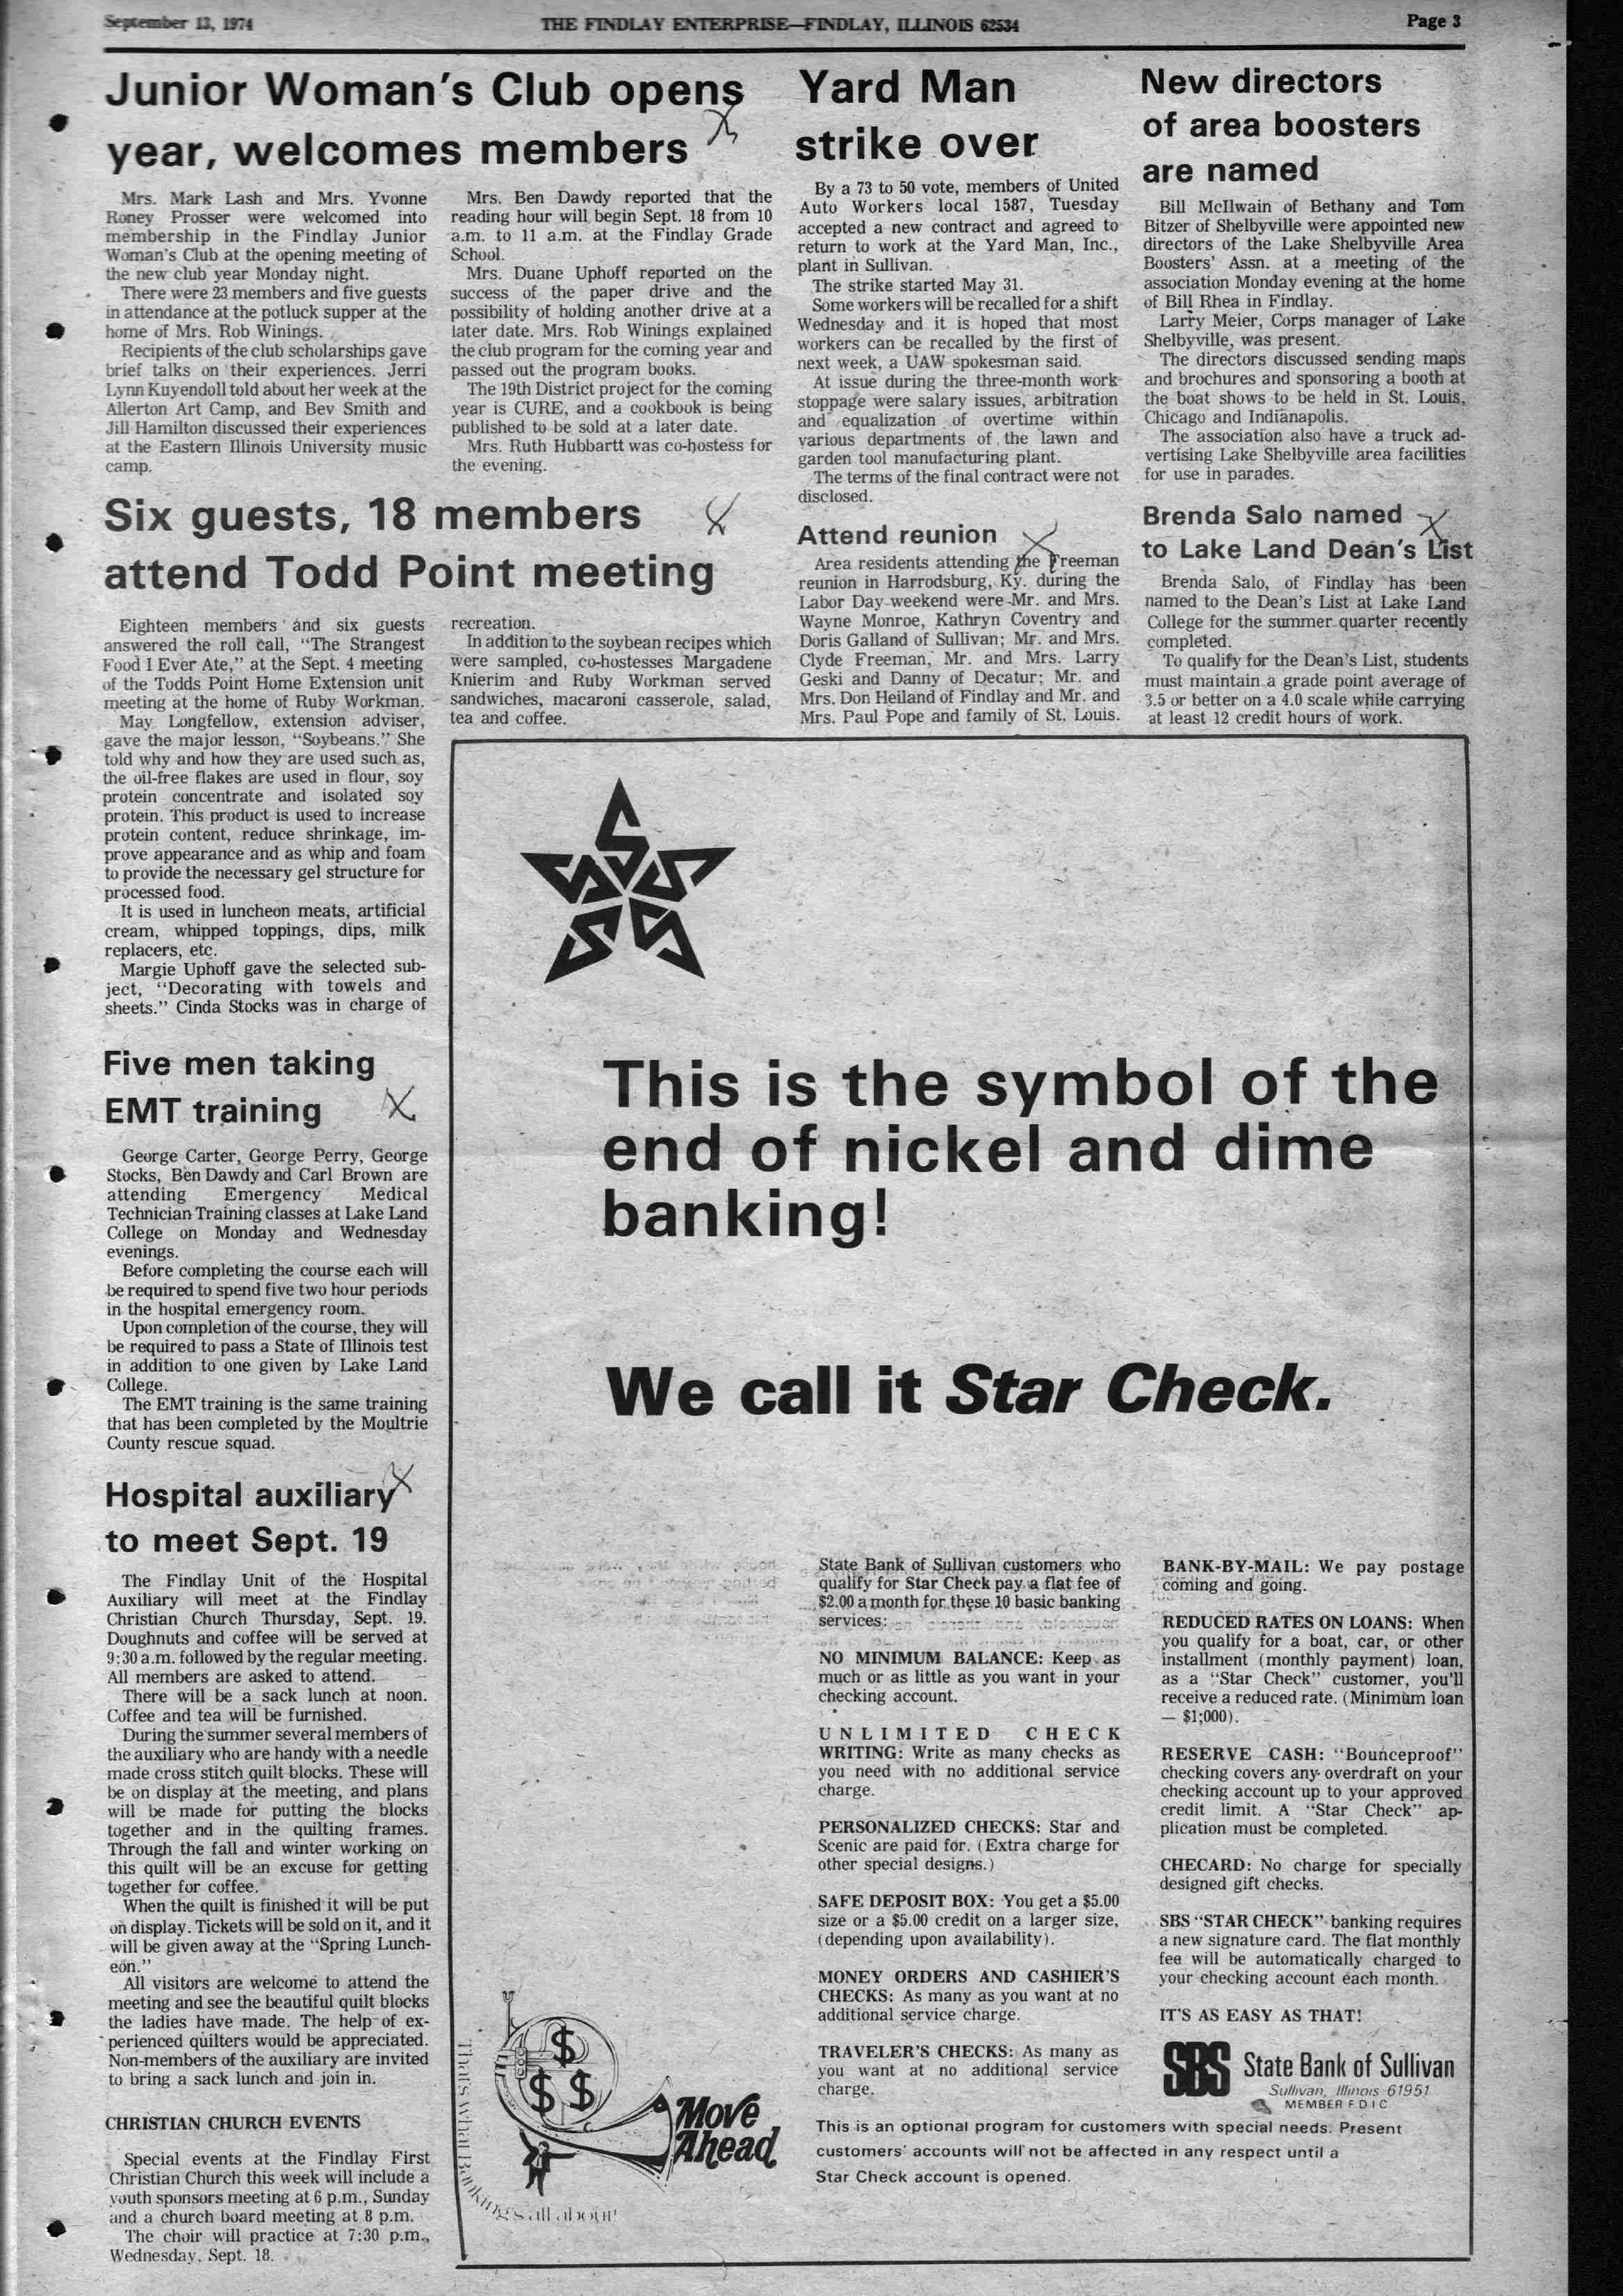 September 13, 1974
THE FINDLAY ENTERPRISE—FINDLAY, ILLINOIS 62534
Page 3
Junior Woman's Club opens
year, welcomes members
Mrs. Mark Lash and Mrs. Yvonne
Roney Prosser were welcomed into
membership in the Findlay Junior
Woman's Club at the opening meeting of
the new club year Monday night.
There were 23 members and five guests
in attendance at the potluck supper at the
home of Mrs. Rob Winings.
Recipients of the club scholarships gave
brief talks on their experiences. Jerri
Lynn Kuyendoll told about her week at the
Allerton Art Camp, and Bev Smith and
Jill Hamilton discussed their experiences
at the Eastern Illinois University music
camp.
Mrs. Ben Dawdy reported that the
reading hour will begin Sept. 18 from 10
a.m. to 11 a.m. at the Findlay Grade
School.
Mrs. Duane Uphoff reported on the
success of the paper drive and the
possibility of holding another drive at a
later date. Mrs. Rob Winings explained
the club program for the coming year and
passed out the program books.
The 19th District project for the coming
year is CURE, and a cookbook is being
published to be sold at a later date.
Mrs. Ruth Hubbartt was co-hostess for
the evening.
Yard Man
strike over
By a 73 to 50 vote, members of United
Auto Workers local 1587, Tuesday
accepted a new contract and agreed to
return to work at the Yard Man, Inc.,
plant in Sullivan.
The strike started May 31.
Some workers will be recalled for a shift
Wednesday and it is hoped that most
workers can be recalled by the first of
next week, a UAW spokesman said.
At issue during the three-month work
stoppage were salary issues, arbitration
and equalization of overtime within
various departments of the lawn and
garden tool manufacturing plant.
The terms of the final contract were not
disclosed.
New directors
of area boosters
are named
Bill McIlwain of Bethany and Tom
Bitzer of Shelbyville were appointed new
directors of the Lake Shelbyville Area
Boosters' Assn. at a meeting of the
association Monday evening at the home
of Bill Rhea in Findlay.
Larry Meier, Corps manager of Lake
Shelbyville, was present.
The directors discussed sending maps
and brochures and sponsoring a booth at
the boat shows to be held in St. Louis,
Chicago and Indianapolis.
The association also have a truck ad-
vertising Lake Shelbyville area facilities
for use in parades.
Six guests, 18 members
attend Todd Point meeting
Eighteen members and six guests
answered the roll call, "The Strangest
Food I Ever Ate," at the Sept. 4 meeting
of the Todds Point Home Extension unit
meeting at the home of Ruby Workman.
May Longfellow, extension adviser,
gave the major lesson, "Soybeans." She
told why and how they are used such as,
the oil-free flakes are used in flour, soy
protein concentrate and isolated soy
protein. This product is used to increase
protein content, reduce shrinkage, im-
prove appearance and as whip and foam
to provide the necessary gel structure for
processed food.
It is used in luncheon meats, artificial
cream, whipped toppings, dips, milk
replacers, etc.
Margie Uphoff gave the selected sub-
ject, "Decorating with towels and
sheets." Cinda Stocks was in charge of
recreation.
In addition to the soybean recipes which
were sampled, co-hostesses Margadene
Knierim and Ruby Workman served
sandwiches, macaroni casserole, salad,
tea and coffee.
Attend reunion
Area residents attending the Freeman
reunion in Harrodsburg, Ky. during the
Labor Day weekend were Mr. and Mrs.
Wayne Monroe, Kathryn Coventry and
Doris Galland of Sullivan; Mr. and Mrs.
Clyde Freeman, Mr. and Mrs. Larry
Geski and Danny of Decatur; Mr. and
Mrs. Don Heiland of Findlay and Mr. and
Mrs. Paul Pope and family of St. Louis.
Brenda Salo named
to Lake Land Dean's List
Brenda Salo, of Findlay has been
named to the Dean's List at Lake Land
College for the summer quarter recently
completed.
To qualify for the Dean's List, students
must maintain a grade point average of
3.5 or better on a 4.0 scale while carrying
at least 12 credit hours of work.
Five men taking
EMT training
George Carter, George Perry, George
Stocks, Ben Dawdy and Carl Brown are
attending Emergency Medical
Technician Training classes at Lake Land
College on Monday and Wednesday
evenings.
Before completing the course each will
be required to spend five two hour periods
in the hospital emergency room.
Upon completion of the course, they will
be required to pass a State of Illinois test
in addition to one given by Lake Land
College.
The EMT training is the same training
that has been completed by the Moultrie
County rescue squad.
Hospital auxiliary
to meet Sept. 19
The Findlay Unit of the Hospital
Auxiliary will meet at the Findlay
Christian Church Thursday, Sept. 19.
Doughnuts and coffee will be served at
9:30 a.m. followed by the regular meeting.
All members are asked to attend.
There will be a sack lunch at noon.
Coffee and tea will be furnished.
During the summer several members of
the auxiliary who are handy with a needle
made cross stitch quilt blocks. These will
be on display at the meeting, and plans
will be made for putting the blocks
together and in the quilting frames.
Through the fall and winter working on
this quilt will be an excuse for getting
together for coffee.
When the quilt is finished it will be put
on display. Tickets will be sold on it, and it
will be given away at the "Spring Lunch-
eon."
All visitors are welcome to attend the
meeting and see the beautiful quilt blocks
the ladies have made. The help of ex-
perienced quilters would be appreciated.
Non-members of the auxiliary are invited
to bring a sack lunch and join in.
CHRISTIAN CHURCH EVENTS
Special events at the Findlay First
Christian Church this week will include a
youth sponsors meeting at 6 p.m., Sunday
and a church board meeting at 8 p.m.
The choir will practice at 7:30 p.m.,
Wednesday, Sept. 18.
This is the symbol of the
end of nickel and dime
banking!
We call it Star Check.
State Bank of Sullivan customers who
qualify for Star Check pay a flat fee of
$2.00 a month for these 10 basic banking
services:
NO MINIMUM BALANCE: Keep as
much or as little as you want in your
checking account.
UNLIMITED CHECK
WRITING: Write as many checks as
you need with no additional service
charge.
PERSONALIZED CHECKS: Star and
Scenic are paid for. (Extra charge for
other special designs.)
SAFE DEPOSIT BOX: You get a $5.00
size or a $5.00 credit on a larger size,
(depending upon availability).
MONEY ORDERS AND CASHIER'S
CHECKS: As many as you want at no
additional service charge.
TRAVELER'S CHECKS: As many as
you want at no additional service
charge.
BANK-BY-MAIL: We pay postage
coming and going.
REDUCED RATES ON LOANS: When
you qualify for a boat, car, or other
installment (monthly payment) loan,
as a "Star Check" customer, you'll
receive a reduced rate. (Minimum loan
— $1,000).
RESERVE CASH: "Bounceproof"
checking covers any overdraft on your
checking account up to your approved
credit limit. A "Star Check" ap-
plication must be completed.
CHECARD: No charge for specially
designed gift checks.
SBS "STAR CHECK" banking requires
a new signature card. The flat monthly
fee will be automatically charged to
your checking account each month.
IT'S AS EASY AS THAT!
SBS State Bank of Sullivan
Sullivan, Illinois 61951
MEMBER FDIC
This is an optional program for customers with special needs. Present
customers' accounts will not be affected in any respect until a
Star Check account is opened.
$
$ $
Move
Ahead
That's what Banking's all about